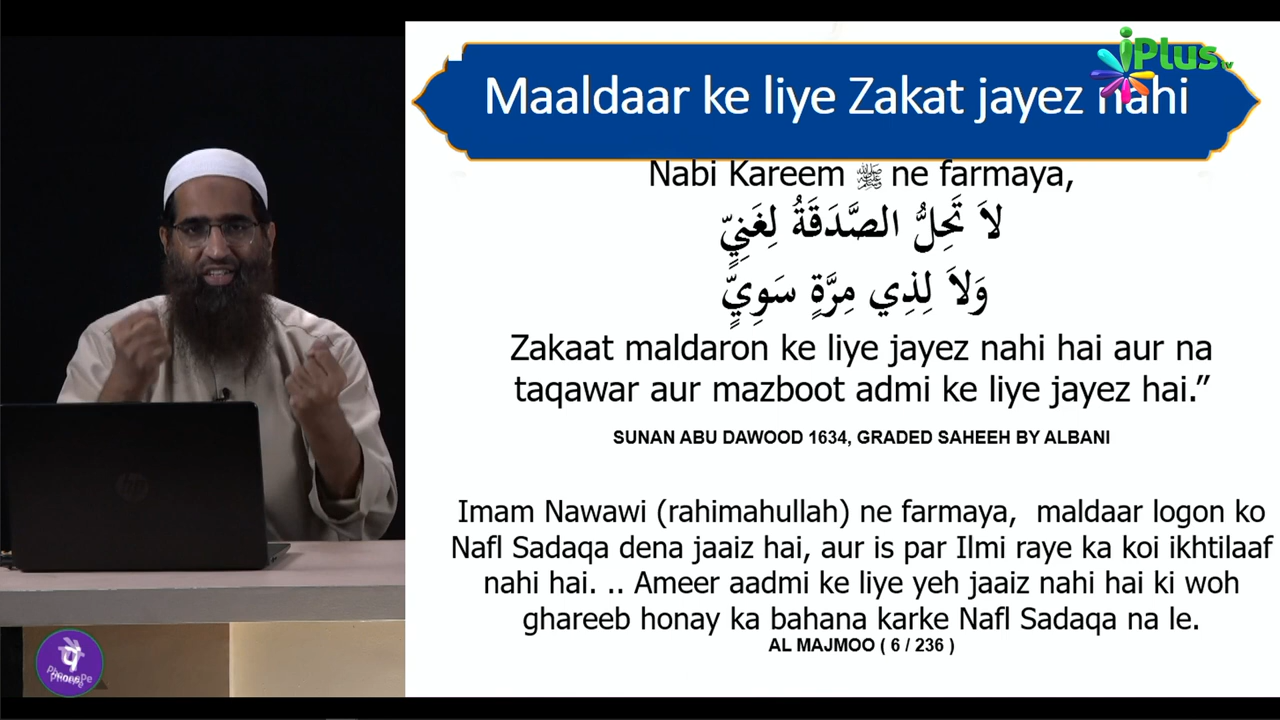 iPlus tv
Maaldaar ke liye Zakat jayez nahi
Nabi Kareem ﷺ ne farmaya,
لاَ تَحِلُّ الصَّدَقَةُ لِغَنِيٍّ
وَلاَ لِذِي مِرَّةٍ سَوِيٍّ
Zakaat maldaron ke liye jayez nahi hai aur na
taqawar aur mazboot admi ke liye jayez hai.”
SUNAN ABU DAWOOD 1634, GRADED SAHEEH BY ALBANI
Imam Nawawi (rahimahullah) ne farmaya, maldaar logon ko
Nafl Sadaqa dena jaaiz hai, aur is par Ilmi raye ka koi ikhtilaaf
nahi hai. .. Ameer aadmi ke liye yeh jaaiz nahi hai ki woh
ghareeb honay ka bahana karke Nafl Sadaqa na le.
AL MAJMOO ( 6 / 236 )
PhonePe